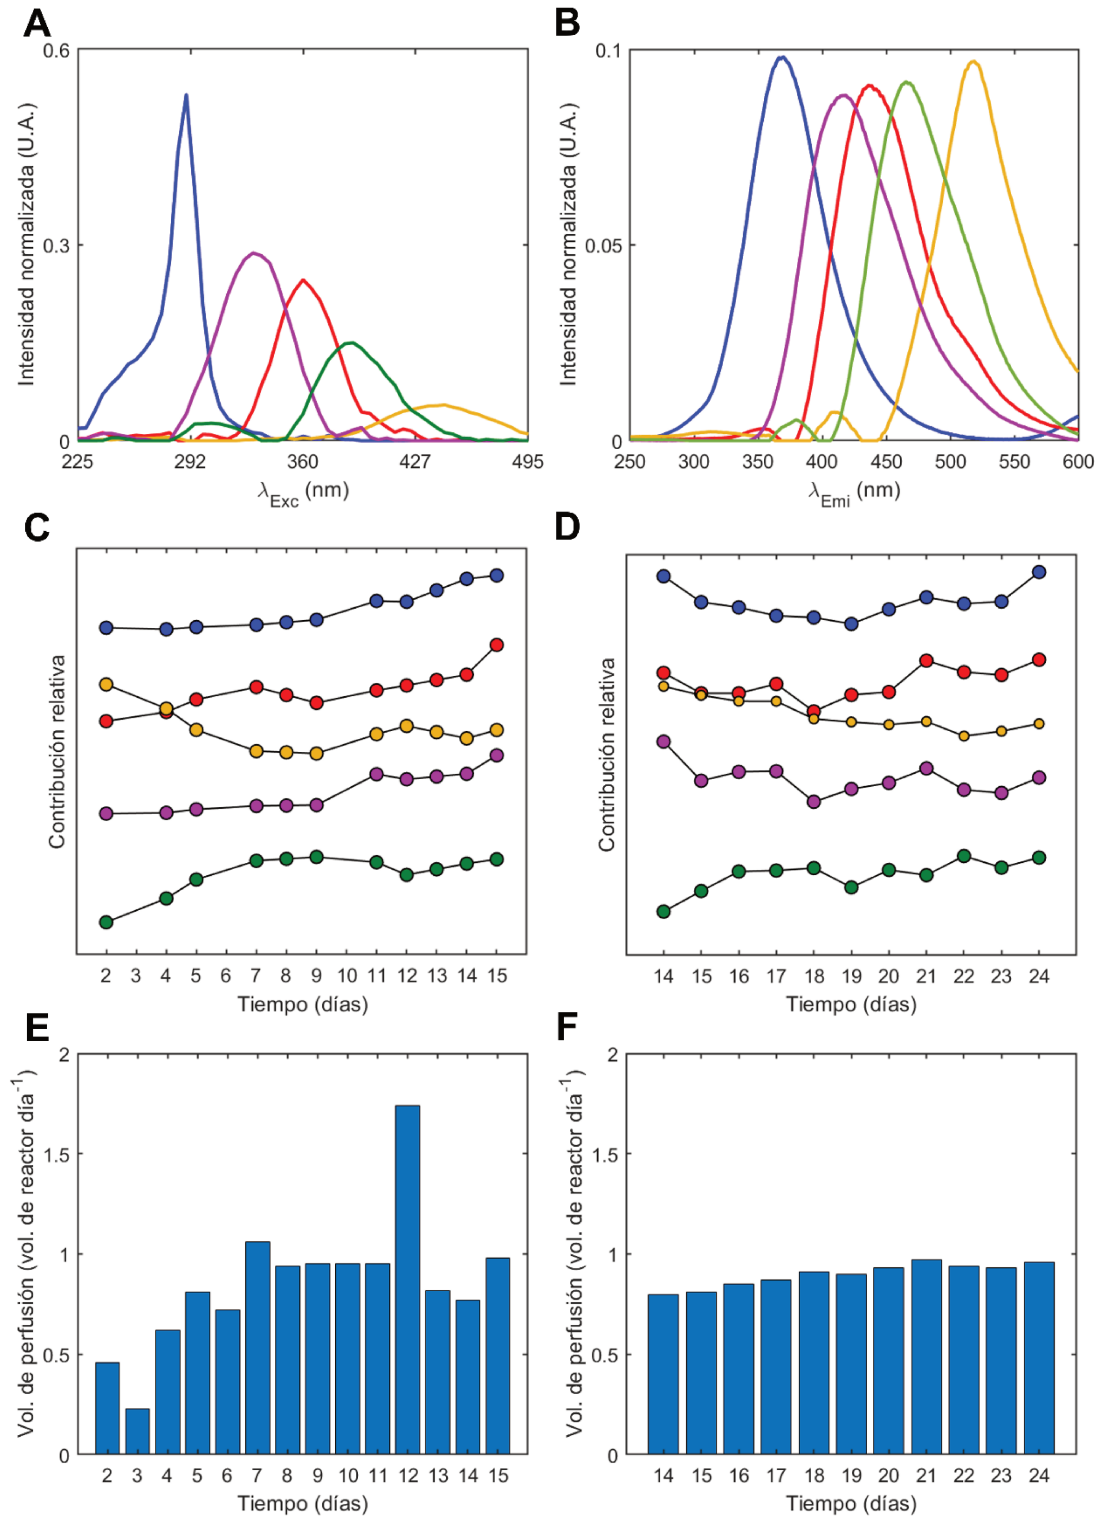 A
B
0.6
0.3
0
Intensidad normalizada (U.A.)
225 292 360 427 495
λExc (nm)
0.1
0.05
0
Intensidad normalizada (U.A.)
250 300 350 400 450 500 550 600
λEmi (nm)
C
D
Contribución relativa
2 3 4 5 6 7 8 9 10 11 12 13 14 15
Tiempo (días)
Contribución relativa
14 15 16 17 18 19 20 21 22 23 24
Tiempo (días)
E
F
2
1.5
1
0.5
0
Vol. de perfusión (vol. de reactor día-1)
2 3 4 5 6 7 8 9 10 11 12 13 14 15
Tiempo (días)
2
1.5
1
0.5
0
Vol. de perfusión (vol. de reactor día-1)
14 15 16 17 18 19 20 21 22 23 24
Tiempo (días)